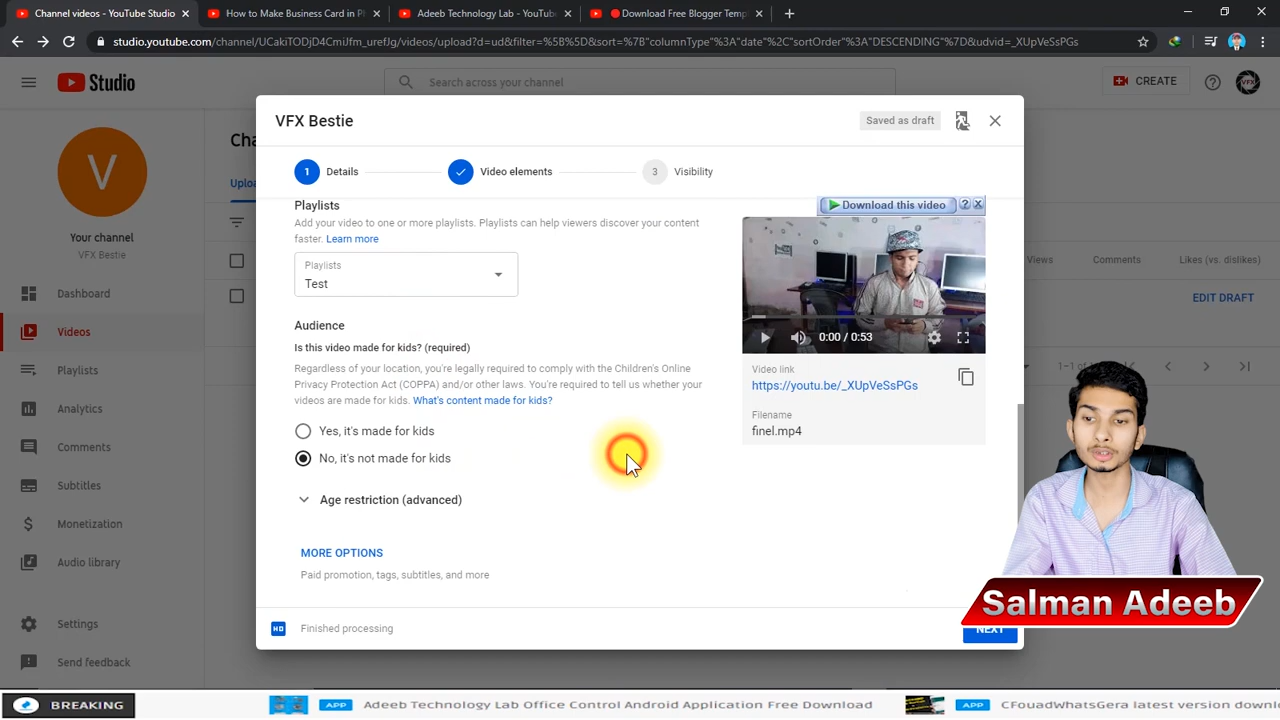 Channel videos - YouTube Studio
How to Make Business Card in P
Adeeb Technology Lab - YouTube
Download Free Blogger Temp
studio.youtube.com/channel/UCakiTODjD4CmiJfm_urefJg/videos/upload?d=ud&filter=%5B%5D&sort=%7B"columnType"%3A"date"%2C"sortOrder"%3A"DESCENDING"%7D&udvid=_XUpVeSsPGs
Studio
Search across your channel
CREATE
VFX
V
Your channel
VFX Bestie
Dashboard
Videos
Playlists
Analytics
Comments
Subtitles
Monetization
Audio library
Settings
Send feedback
Cha
Uploa
VFX Bestie
Saved as draft
1 Details
Video elements
3 Visibility
Playlists
Add your video to one or more playlists. Playlists can help viewers discover your content
faster. Learn more
Playlists
Test
Audience
Is this video made for kids? (required)
Regardless of your location, you're legally required to comply with the Children's Online
Privacy Protection Act (COPPA) and/or other laws. You're required to tell us whether your
videos are made for kids. What's content made for kids?
Yes, it's made for kids
No, it's not made for kids
Age restriction (advanced)
MORE OPTIONS
Paid promotion, tags, subtitles, and more
HD Finished processing
NEXT
Download this video
0:00 / 0:53
Video link
https://youtu.be/_XUpVeSsPGs
Filename
finel.mp4
Views
Comments
Likes (vs. dislikes)
EDIT DRAFT
1–1 of
Salman Adeeb
BREAKING
APP Adeeb Technology Lab Office Control Android Application Free Download
APP CFouadWhatsGera latest version downl